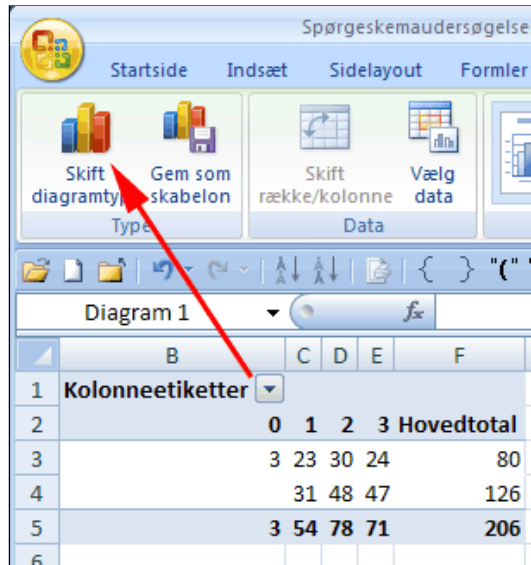 Spørgeskemaudersøgelse
Startside Indsæt Sidelayout Formler
Skift diagramtype
Gem som skabelon
Skift række/kolonne
Vælg data
Type Data
{ } "("
Diagram 1 fx
B C D E F
1 Kolonneetiketter
2 0 1 2 3 Hovedtotal
3 3 23 30 24 80
4 31 48 47 126
5 3 54 78 71 206
6